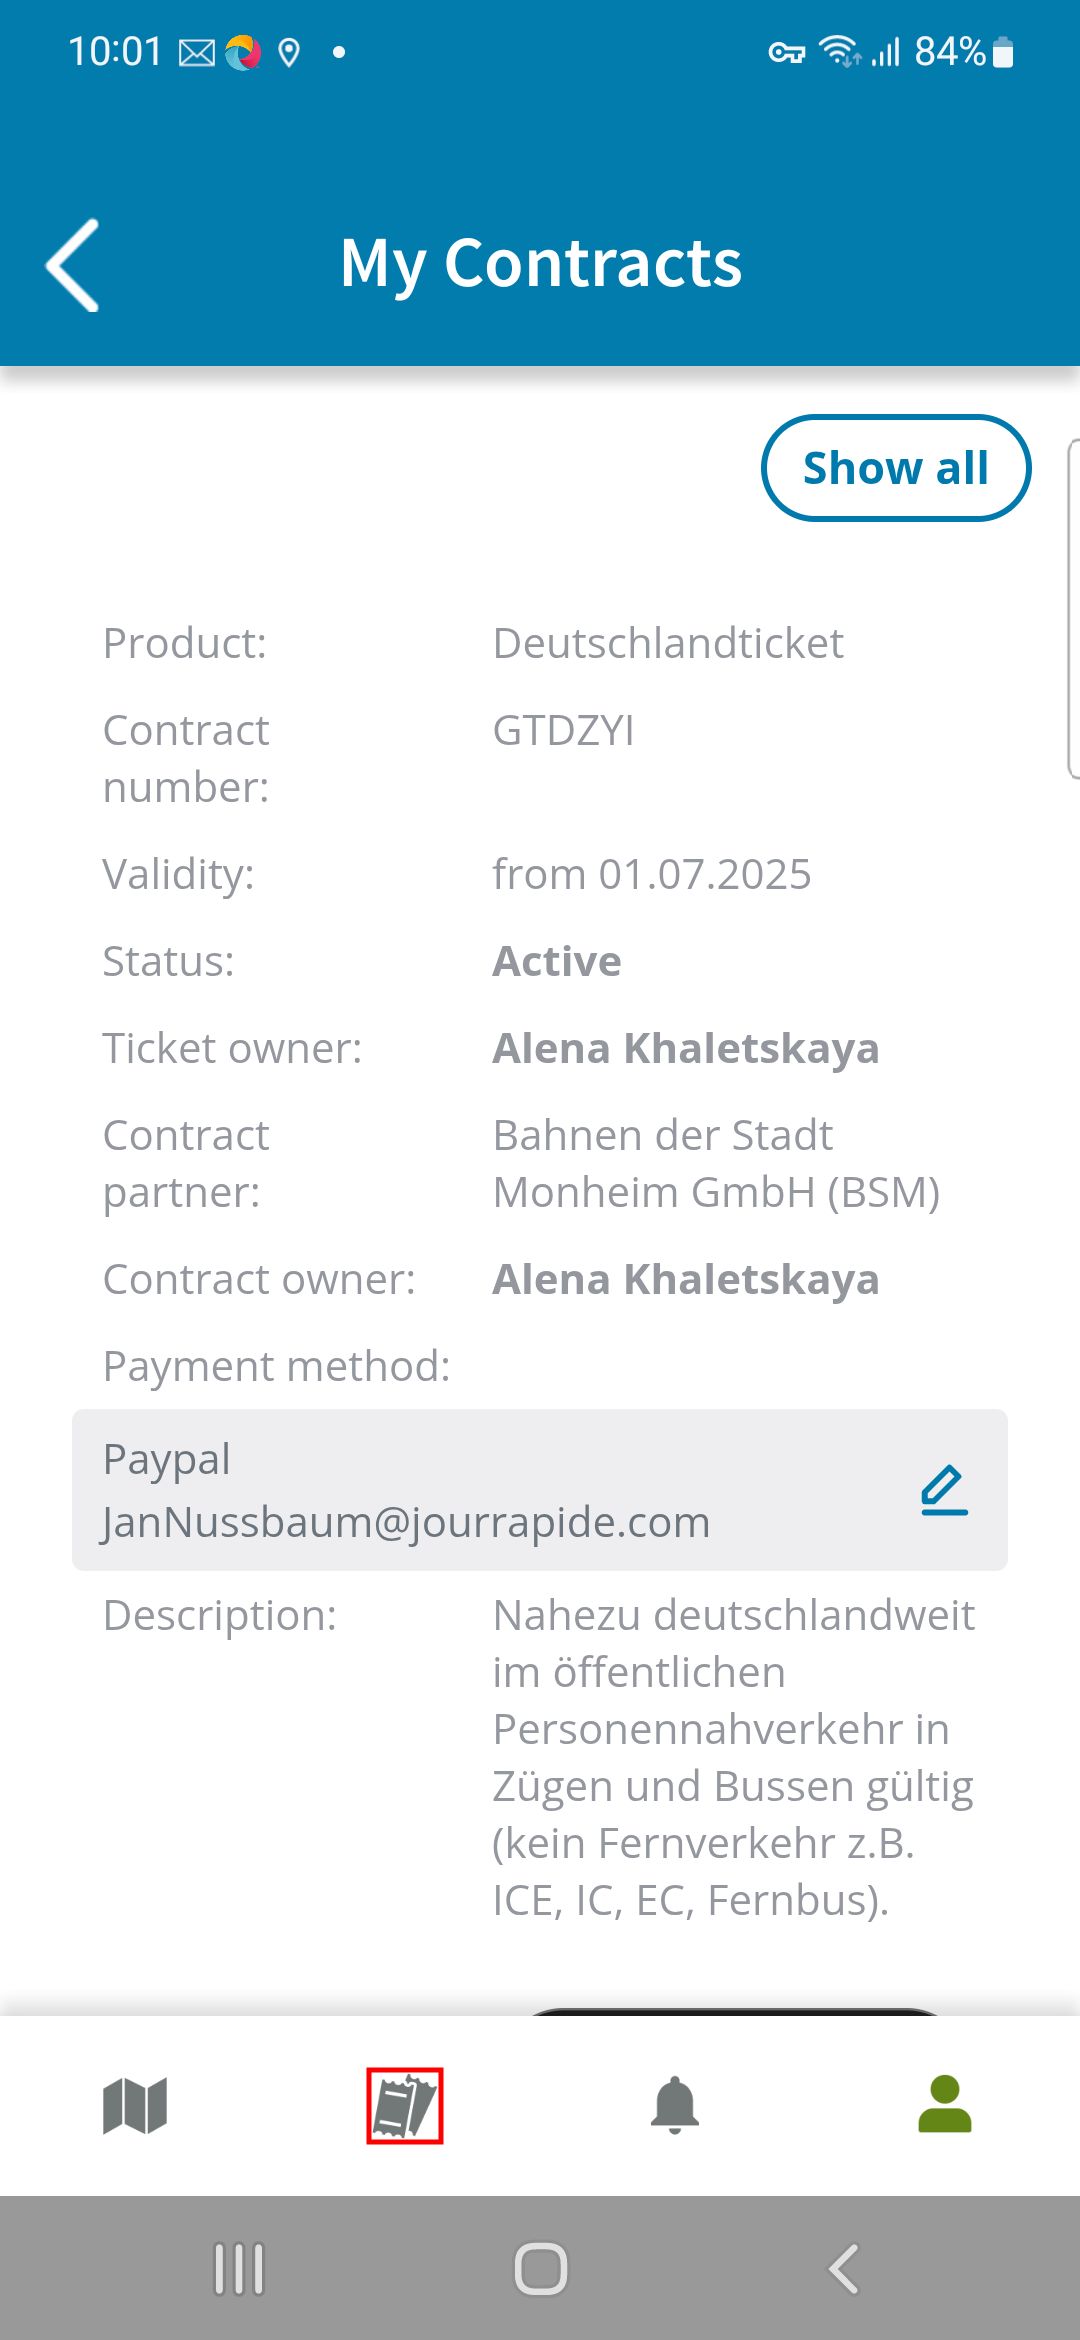 10:01
84%
My Contracts
Show all
Product: Deutschlandticket
Contract GTDZYI
number:
Validity: from 01.07.2025
Status: Active
Ticket owner: Alena Khaletskaya
Contract Bahnen der Stadt
partner: Monheim GmbH (BSM)
Contract owner: Alena Khaletskaya
Payment method:
Paypal
JanNussbaum@jourrapide.com
Description: Nahezu deutschlandweit
im öffentlichen
Personennahverkehr in
Zügen und Bussen gültig
(kein Fernverkehr z.B.
ICE, IC, EC, Fernbus).